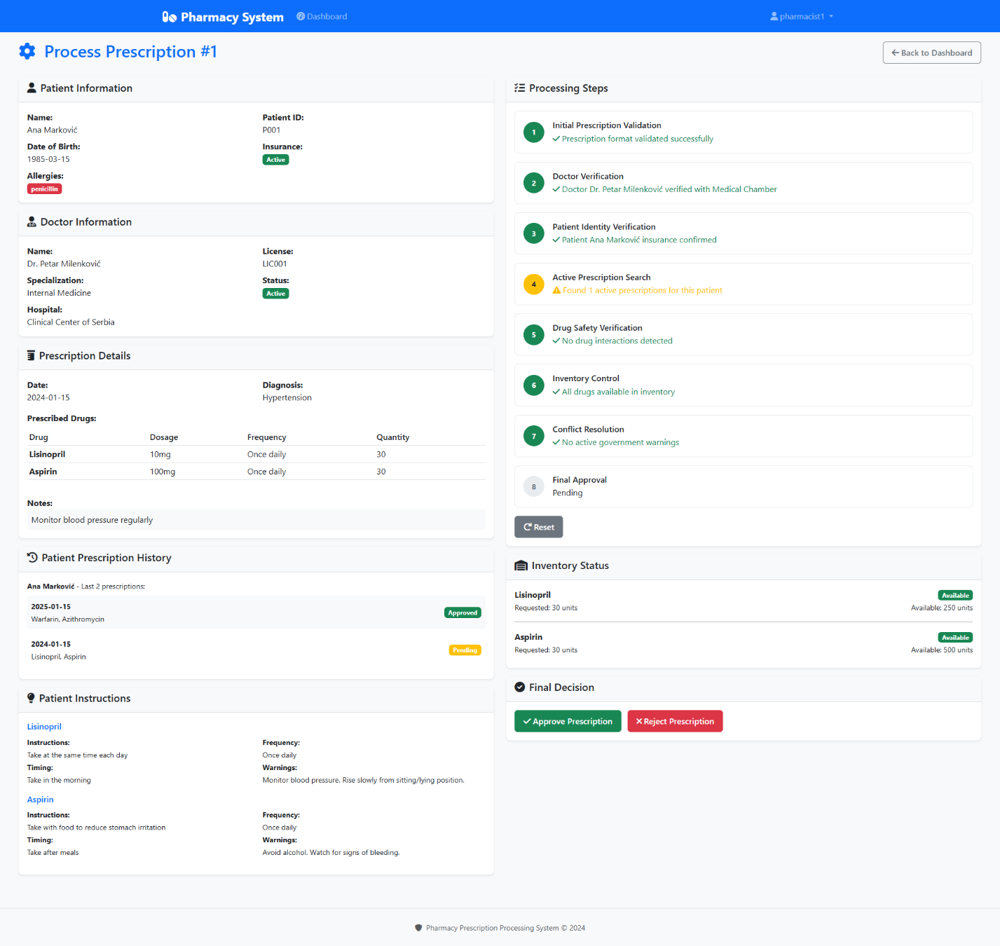 Pharmacy System
Dashboard
pharmacist1
Process Prescription #1
Back to Dashboard
Patient Information
Name:
Ana Marković
Patient ID:
P001
Date of Birth:
1985-03-15
Insurance:
Active
Allergies:
penicillin
Doctor Information
Name:
Dr. Petar Milenković
License:
LIC001
Specialization:
Internal Medicine
Status:
Active
Hospital:
Clinical Center of Serbia
Prescription Details
Date:
2024-01-15
Diagnosis:
Hypertension
Prescribed Drugs:
Drug Dosage Frequency Quantity
Lisinopril 10mg Once daily 30
Aspirin 100mg Once daily 30
Notes:
Monitor blood pressure regularly
Patient Prescription History
Ana Marković - Last 2 prescriptions:
2025-01-15
Warfarin, Azithromycin
Approved
2024-01-15
Lisinopril, Aspirin
Pending
Patient Instructions
Lisinopril
Instructions:
Take at the same time each day
Frequency:
Once daily
Timing:
Take in the morning
Warnings:
Monitor blood pressure. Rise slowly from sitting/lying position.
Aspirin
Instructions:
Take with food to reduce stomach irritation
Frequency:
Once daily
Timing:
Take after meals
Warnings:
Avoid alcohol. Watch for signs of bleeding.
Processing Steps
1
Initial Prescription Validation
Prescription format validated successfully
2
Doctor Verification
Doctor Dr. Petar Milenković verified with Medical Chamber
3
Patient Identity Verification
Patient Ana Marković insurance confirmed
4
Active Prescription Search
Found 1 active prescriptions for this patient
5
Drug Safety Verification
No drug interactions detected
6
Inventory Control
All drugs available in inventory
7
Conflict Resolution
No active government warnings
8
Final Approval
Pending
Reset
Inventory Status
Lisinopril
Available
Requested: 30 units
Available: 250 units
Aspirin
Available
Requested: 30 units
Available: 500 units
Final Decision
Approve Prescription
Reject Prescription
Pharmacy Prescription Processing System © 2024